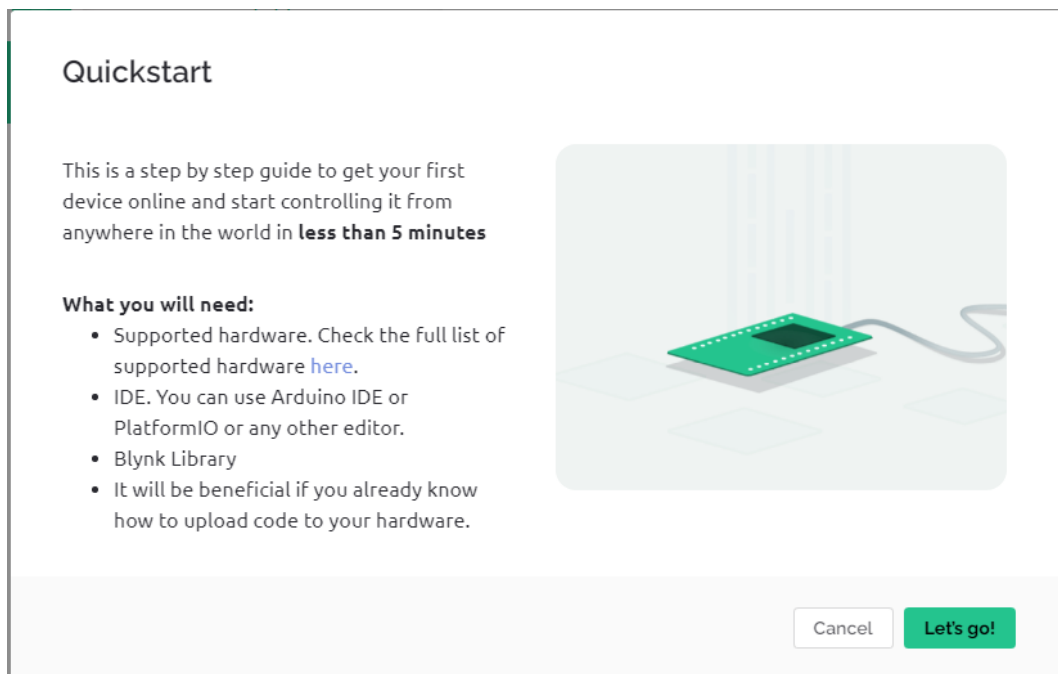 Quickstart
This is a step by step guide to get your first
device online and start controlling it from
anywhere in the world in less than 5 minutes
What you will need:
• Supported hardware. Check the full list of
supported hardware here.
• IDE. You can use Arduino IDE or
PlatformIO or any other editor.
• Blynk Library
• It will be beneficial if you already know
how to upload code to your hardware.
Cancel
Let's go!